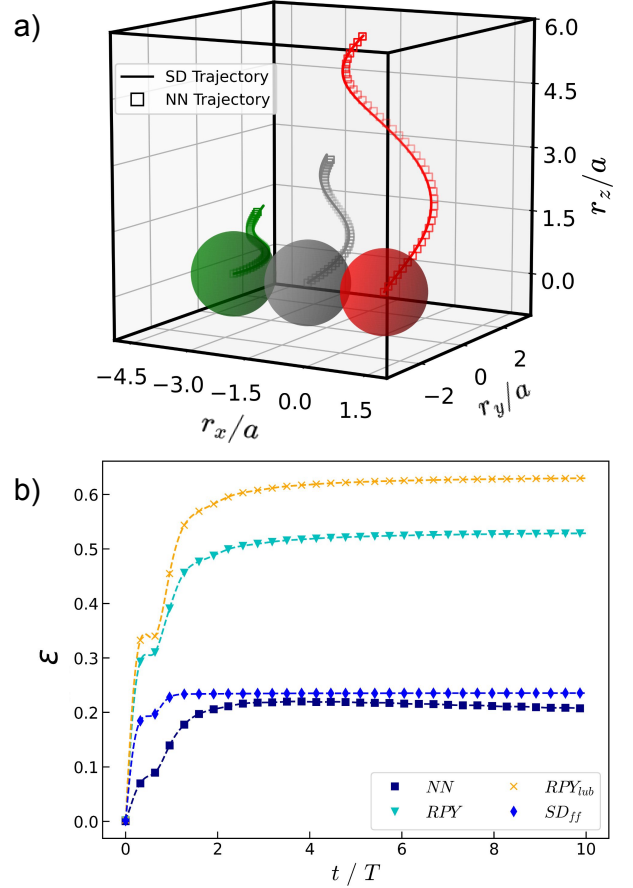 a)
SD Trajectory
NN Trajectory
6.0
4.5
3.0
1.5
0.0
r_z/a
−4.5 −3.0 −1.5 0.0 1.5
r_x/a
−2 0 2
r_y/a
b)
0.6
0.5
0.4
0.3
0.2
0.1
0.0
ε
NN
RPY
RPY_lub
SD_ff
0 2 4 6 8 10
t / T